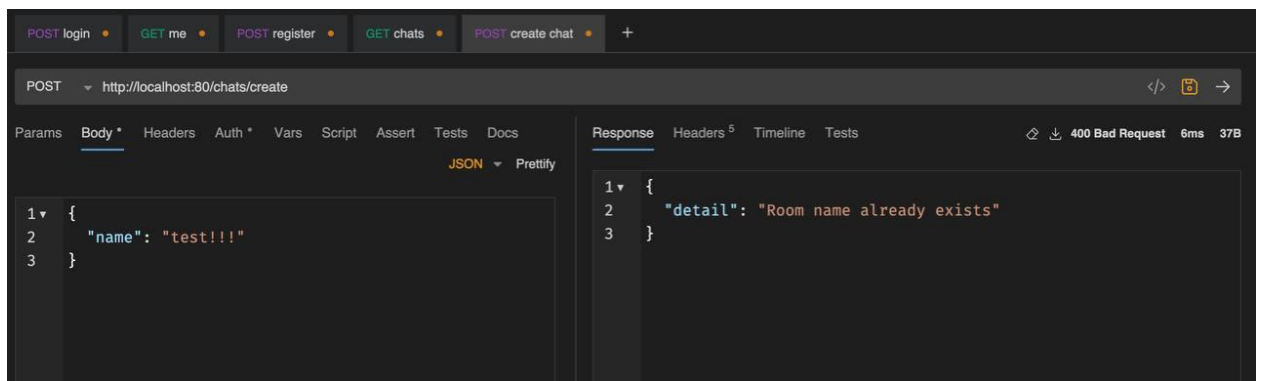 POST login GET me POST register GET chats POST create chat +
POST http://localhost:80/chats/create </>
Params Body * Headers Auth * Vars Script Assert Tests Docs
JSON Prettify
1 {
2 "name": "test!!!"
3 }
Response Headers 5 Timeline Tests 400 Bad Request 6ms 37B
1 {
2 "detail": "Room name already exists"
3 }